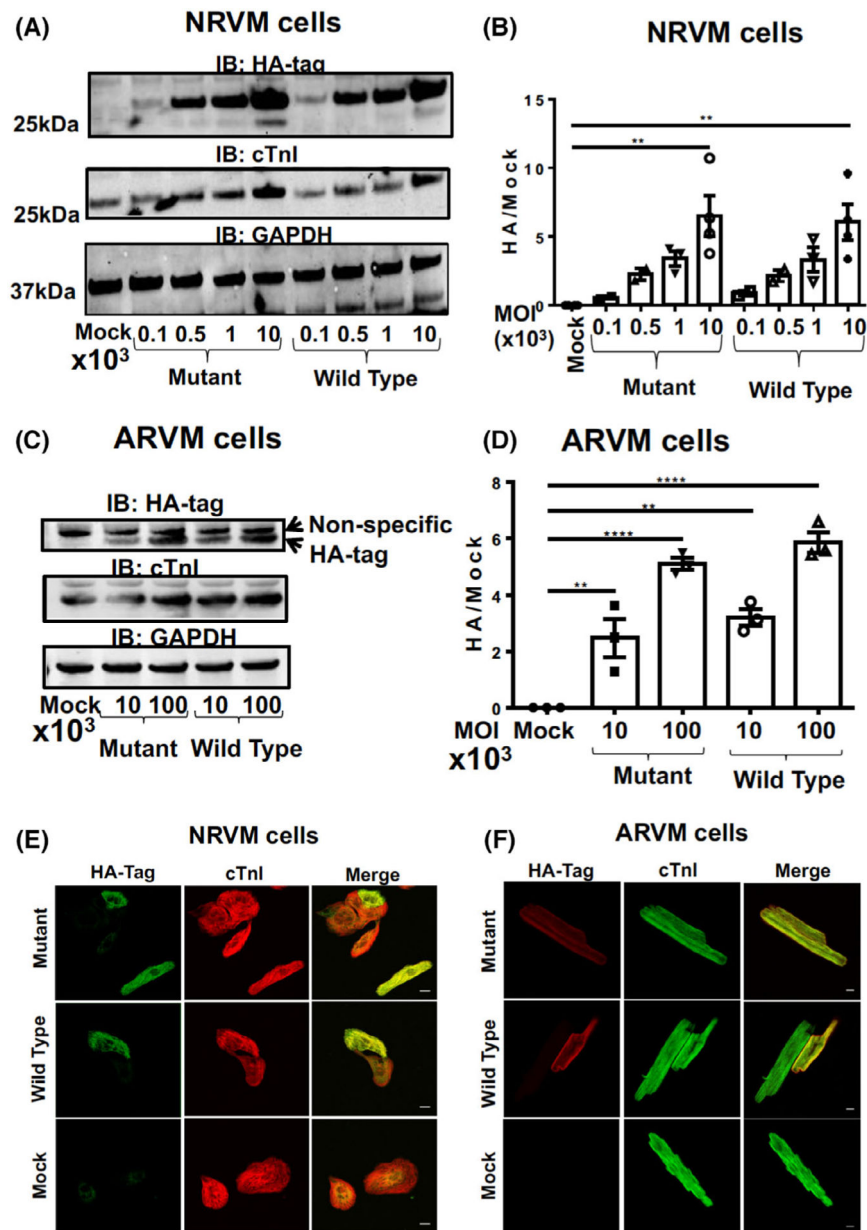 (A) NRVM cells
IB: HA-tag
25kDa
IB: cTnI
25kDa
IB: GAPDH
37kDa
Mock 0.1 0.5 1 10 0.1 0.5 1 10
x10³
Mutant Wild Type
(B) NRVM cells
15
10
5
0
HA/Mock
**
**
MOI
(x10³)
Mock 0.1 0.5 1 10 0.1 0.5 1 10
Mutant Wild Type
(C) ARVM cells
IB: HA-tag
Non-specific
HA-tag
IB: cTnI
IB: GAPDH
Mock 10 100 10 100
x10³
Mutant Wild Type
(D) ARVM cells
8
6
4
2
0
HA/Mock
****
**
****
**
MOI Mock 10 100 10 100
x10³
Mutant Wild Type
(E) NRVM cells
HA-Tag cTnI Merge
Mutant
Wild Type
Mock
(F) ARVM cells
HA-Tag cTnI Merge
Mutant
Wild Type
Mock